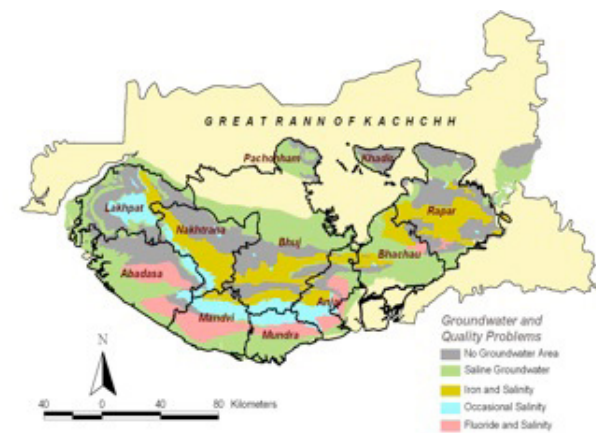 GREAT RANN OF KACHCHH
Pachchham
Khadir
Lakhpat
Rapar
Nakhtrana
Bhuj
Bhachau
Abadasa
Anjar
Mandvi
Mundra
N
40 0 40 80 Kilometers
Groundwater and
Quality Problems
No Groundwater Area
Saline Groundwater
Iron and Salinity
Occasional Salinity
Fluoride and Salinity